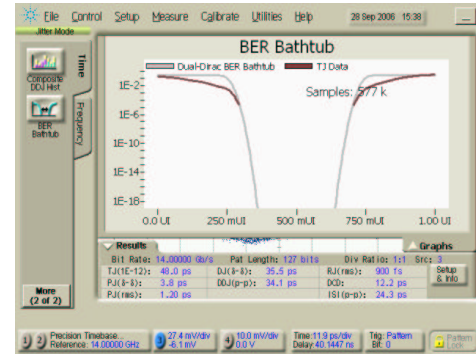 File Control Setup Measure Calibrate Utilities Help 28 Sep 2006 15:38
Jitter Mode
BER Bathtub
Dual-Dirac BER Bathtub TJ Data
Samples: 577 k
Composite
DDJ Hist
BER
Bathtub
Time
Frequency
1E-2
1E-6
1E-10
1E-14
1E-18
0.0 UI 250 mUI 500 mUI 750 mUI 1.00 UI
Results Graphs
Bit Rate: 14.00000 Gb/s Pat Length: 127 bits Div Ratio: 1:1 Src: 3
TJ(1E-12): 48.0 ps DJ(δ-δ): 35.5 ps RJ(rms): 900 fs
PJ(δ-δ): 3.8 ps DDJ(p-p): 34.1 ps DCD: 12.2 ps
PJ(rms): 1.20 ps ISI(p-p): 24.3 ps
Setup
& Info
More
(2 of 2)
1 2 Precision Timebase...
Reference: 14.00000 GHz
3 27.4 mV/div
-6.1 mV
4 10.0 mV/div
0.0 V
Time:11.9 ps/div
Delay:40.1447 ns
Trig: Pattern
Bit: 0
Pattern
Lock